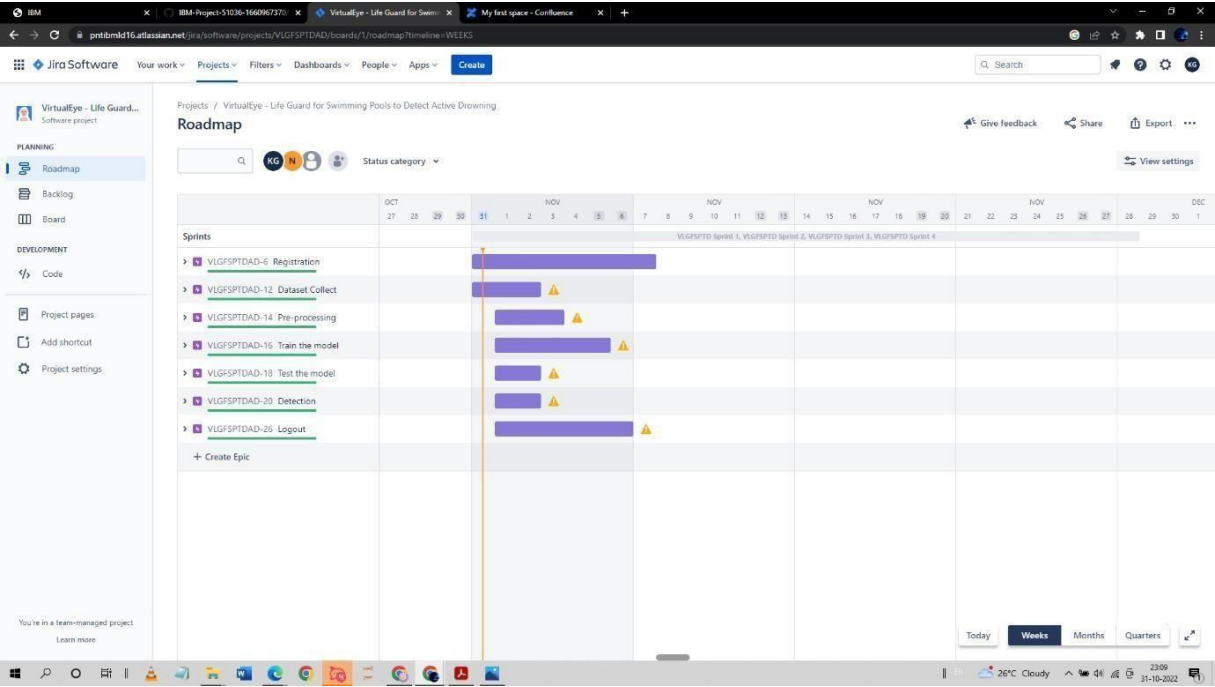 IBM
IBM-Project-51036-1660967370/
VirtualEye - Life Guard for Swimm
My first space - Confluence
pntibmld16.atlassian.net/jira/software/projects/VLGFSPTDAD/boards/1/roadmap?timeline=WEEKS
Jira Software Your work Projects Filters Dashboards People Apps Create Search KG
VirtualEye - Life Guard...
Software project
PLANNING
Roadmap
Backlog
Board
DEVELOPMENT
Code
Project pages
Add shortcut
Project settings
You're in a team-managed project
Learn more
Projects / VirtualEye - Life Guard for Swimming Pools to Detect Active Drowning
Roadmap
Give feedback Share Export
KG N Status category View settings
OCT NOV NOV NOV NOV DEC
27 28 29 30 31 1 2 3 4 5 6 7 8 9 10 11 12 13 14 15 16 17 18 19 20 21 22 23 24 25 26 27 28 29 30 1
Sprints VLGFSPTD Sprint 1, VLGFSPTD Sprint 2, VLGFSPTD Sprint 3, VLGFSPTD Sprint 4
VLGFSPTDAD-6 Registration
VLGFSPTDAD-12 Dataset Collect
VLGFSPTDAD-14 Pre-processing
VLGFSPTDAD-16 Train the model
VLGFSPTDAD-18 Test the model
VLGFSPTDAD-20 Detection
VLGFSPTDAD-26 Logout
+ Create Epic
Today Weeks Months Quarters
26°C Cloudy
23:09
31-10-2022